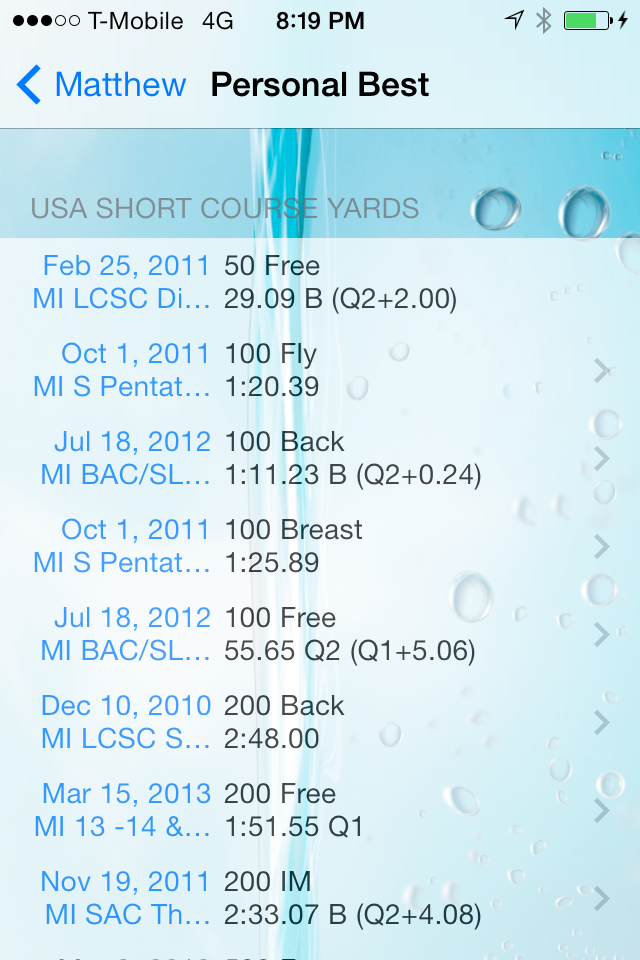 T-Mobile 4G 8:19 PM
Matthew Personal Best
USA SHORT COURSE YARDS
Feb 25, 2011 50 Free
MI LCSC Di... 29.09 B (Q2+2.00)
Oct 1, 2011 100 Fly
MI S Pentat... 1:20.39
Jul 18, 2012 100 Back
MI BAC/SL... 1:11.23 B (Q2+0.24)
Oct 1, 2011 100 Breast
MI S Pentat... 1:25.89
Jul 18, 2012 100 Free
MI BAC/SL... 55.65 Q2 (Q1+5.06)
Dec 10, 2010 200 Back
MI LCSC S... 2:48.00
Mar 15, 2013 200 Free
MI 13 -14 &... 1:51.55 Q1
Nov 19, 2011 200 IM
MI SAC Th... 2:33.07 B (Q2+4.08)